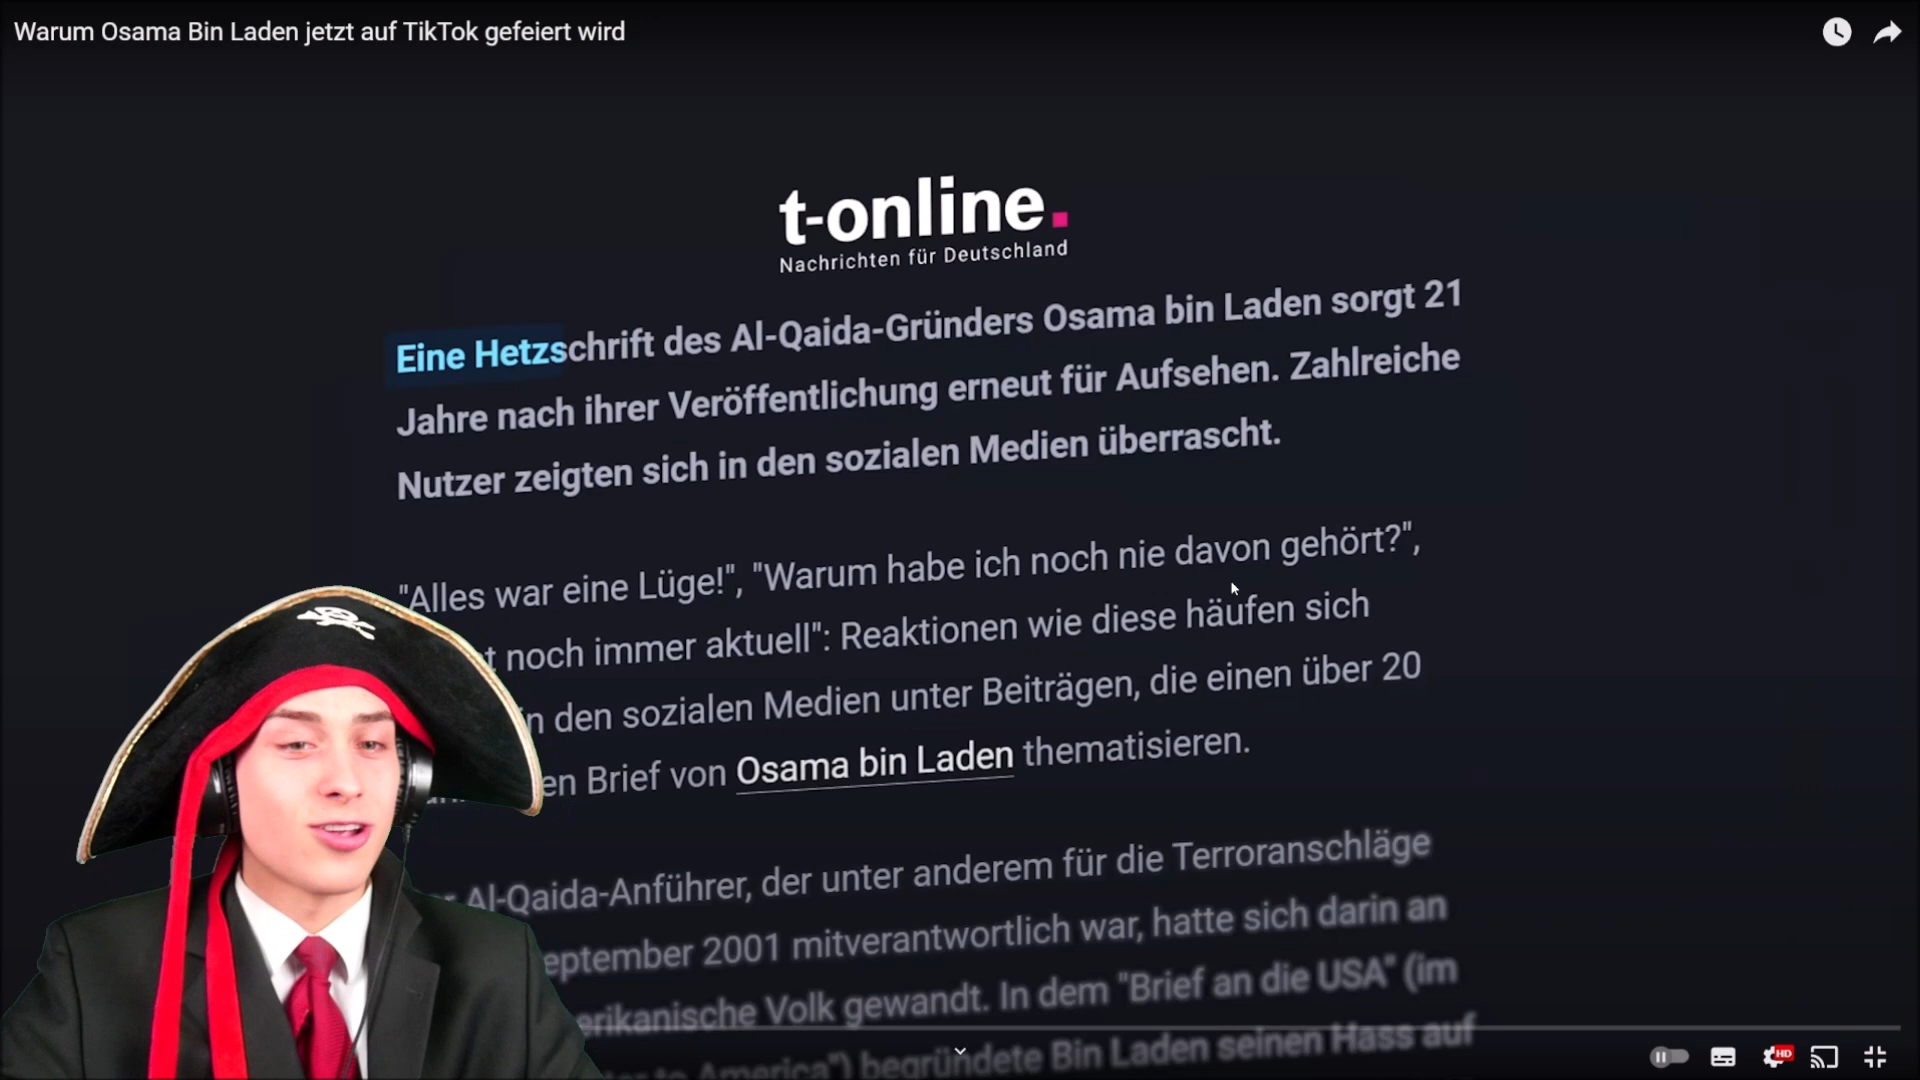 Warum Osama Bin Laden jetzt auf TikTok gefeiert wird
t-online.
Nachrichten für Deutschland
Eine Hetzschrift des Al-Qaida-Gründers Osama bin Laden sorgt 21
Jahre nach ihrer Veröffentlichung erneut für Aufsehen. Zahlreiche
Nutzer zeigten sich in den sozialen Medien überrascht.
"Alles war eine Lüge!", "Warum habe ich noch nie davon gehört?",
noch immer aktuell": Reaktionen wie diese häufen sich
in den sozialen Medien unter Beiträgen, die einen über 20
Brief von Osama bin Laden thematisieren.
Al-Qaida-Anführer, der unter anderem für die Terroranschläge
eptember 2001 mitverantwortlich war, hatte sich darin an
erikanische Volk gewandt. In dem "Brief an die USA" (im
to America") begründete Bin Laden seinen Hass auf
HD